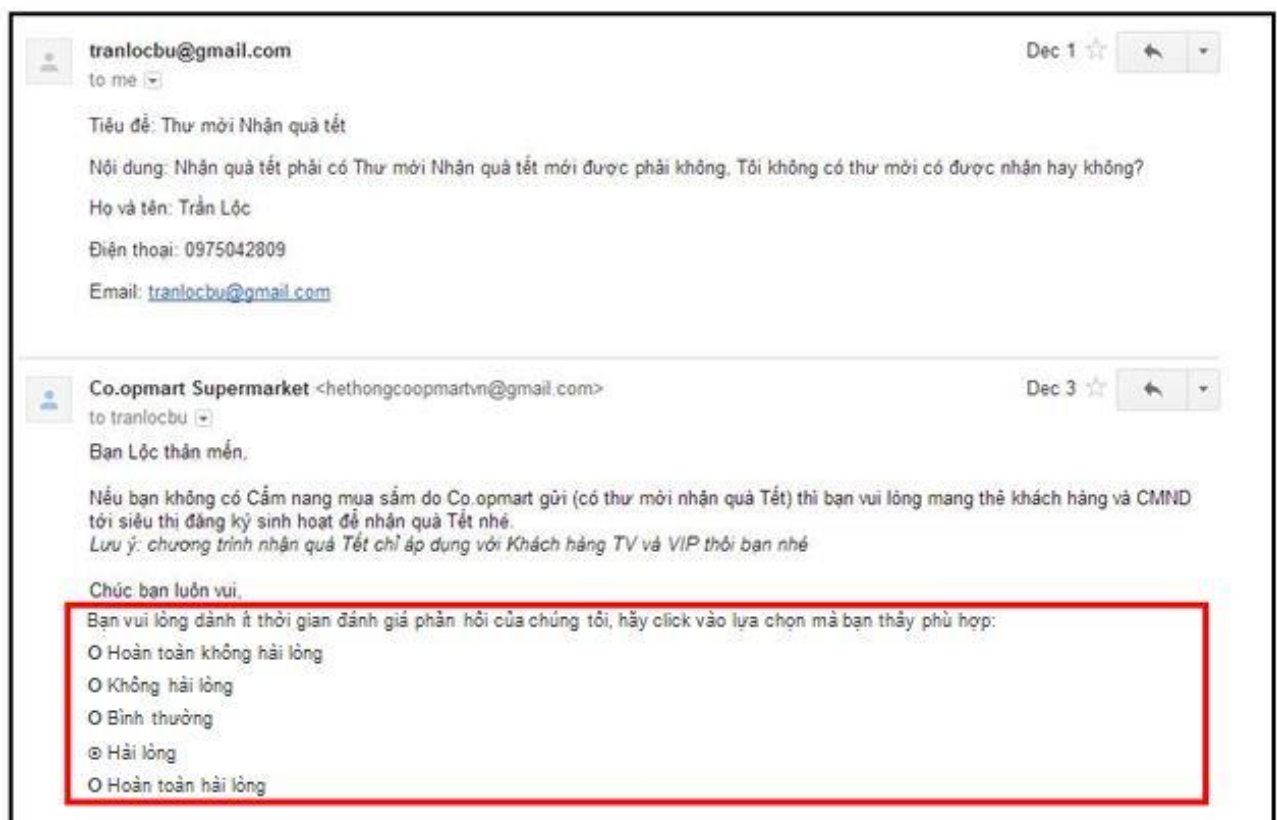 tranlocbu@gmail.com
Dec 1
to me
Tiêu đề: Thư mời Nhận quà tết
Nội dung: Nhận quà tết phải có Thư mời Nhận quà tết mới được phải không, Tôi không có thư mời có được nhận hay không?
Họ và tên: Trần Lộc
Điện thoại: 0975042809
Email: tranlocbu@gmail.com
Co.opmart Supermarket <hethongcoopmartvn@gmail.com>
Dec 3
to tranlocbu
Bạn Lộc thân mến,
Nếu bạn không có Cẩm nang mua sắm do Co.opmart gửi (có thư mời nhận quà Tết) thì bạn vui lòng mang thẻ khách hàng và CMND
tới siêu thị đăng ký sinh hoạt để nhận quà Tết nhé.
Lưu ý: chương trình nhận quà Tết chỉ áp dụng với Khách hàng TV và VIP thôi bạn nhé
Chúc bạn luôn vui,
Bạn vui lòng dành ít thời gian đánh giá phản hồi của chúng tôi, hãy click vào lựa chọn mà bạn thấy phù hợp:
O Hoàn toàn không hài lòng
O Không hài lòng
O Bình thường
⊙ Hài lòng
O Hoàn toàn hài lòng